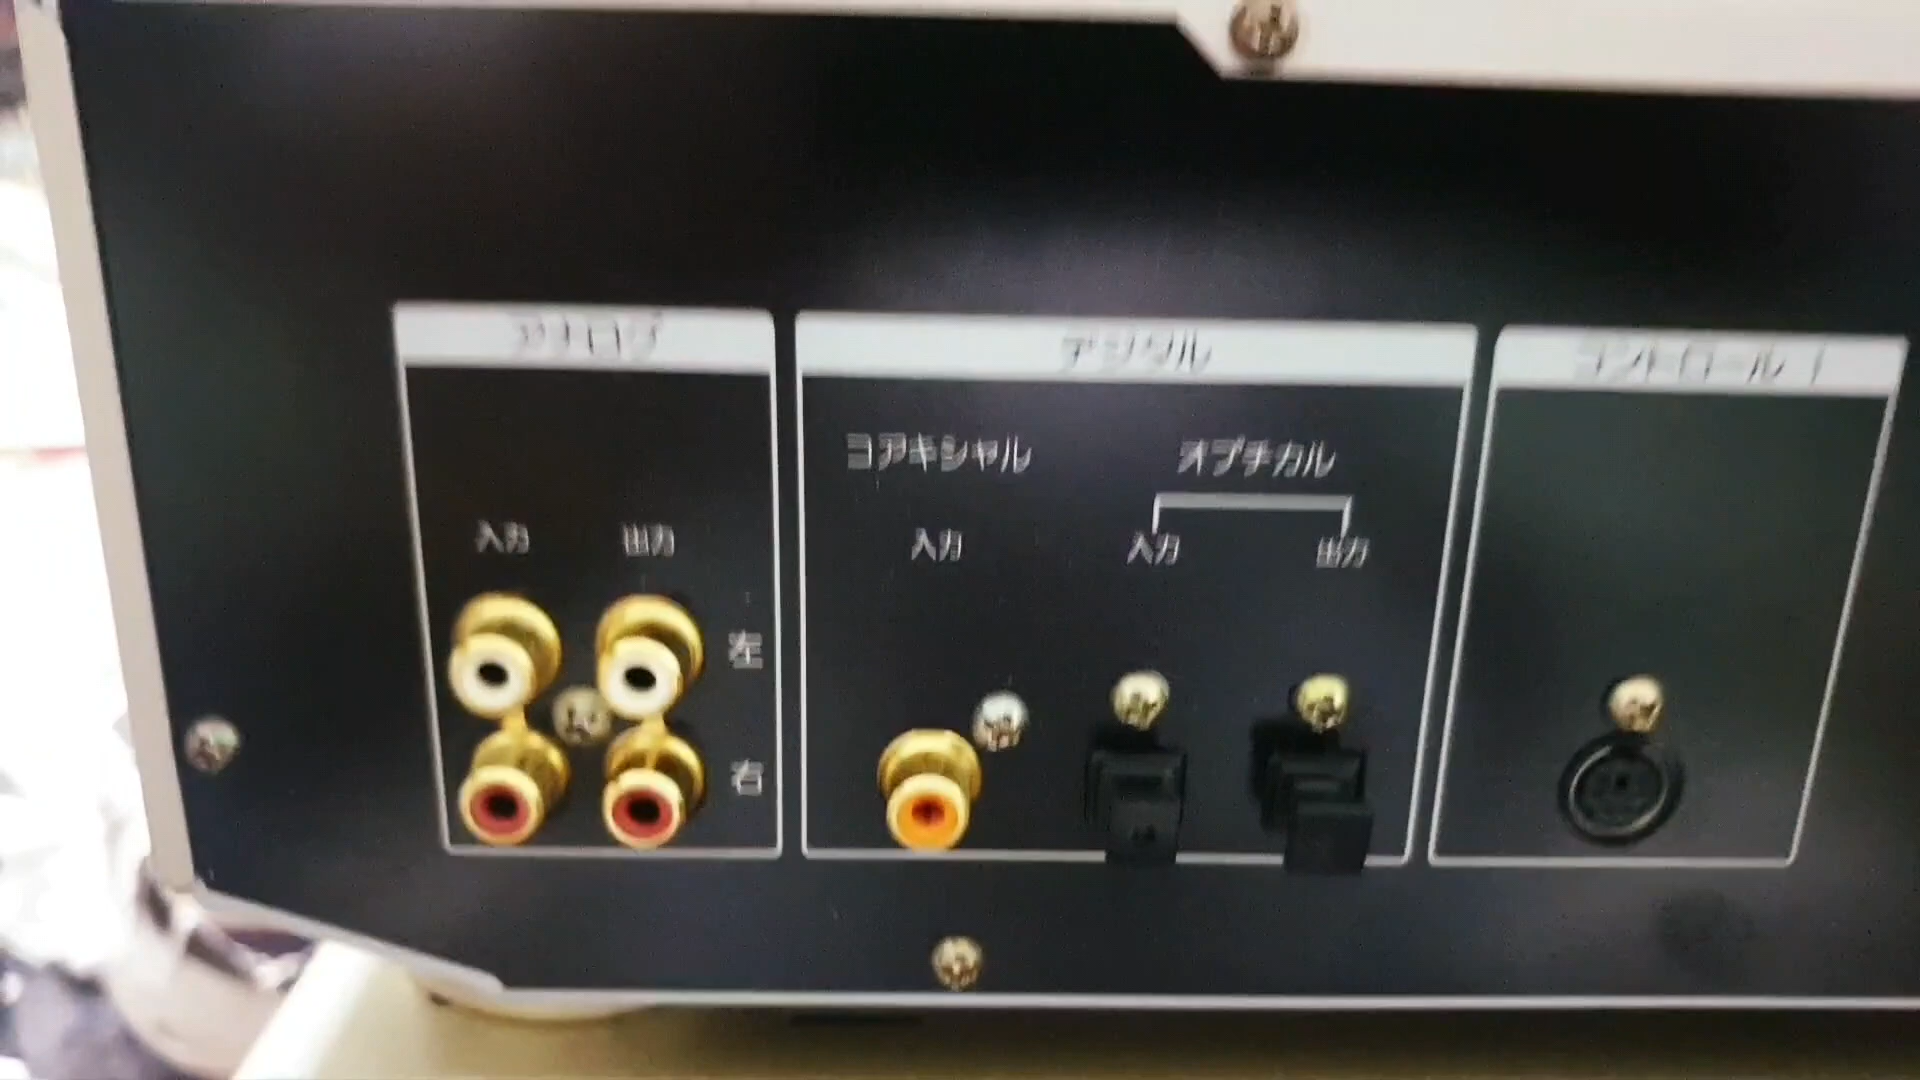 アナログ
入力 出力
左
右
デジタル
コアキシャル
入力
オプチカル
入力 出力
コントロール I